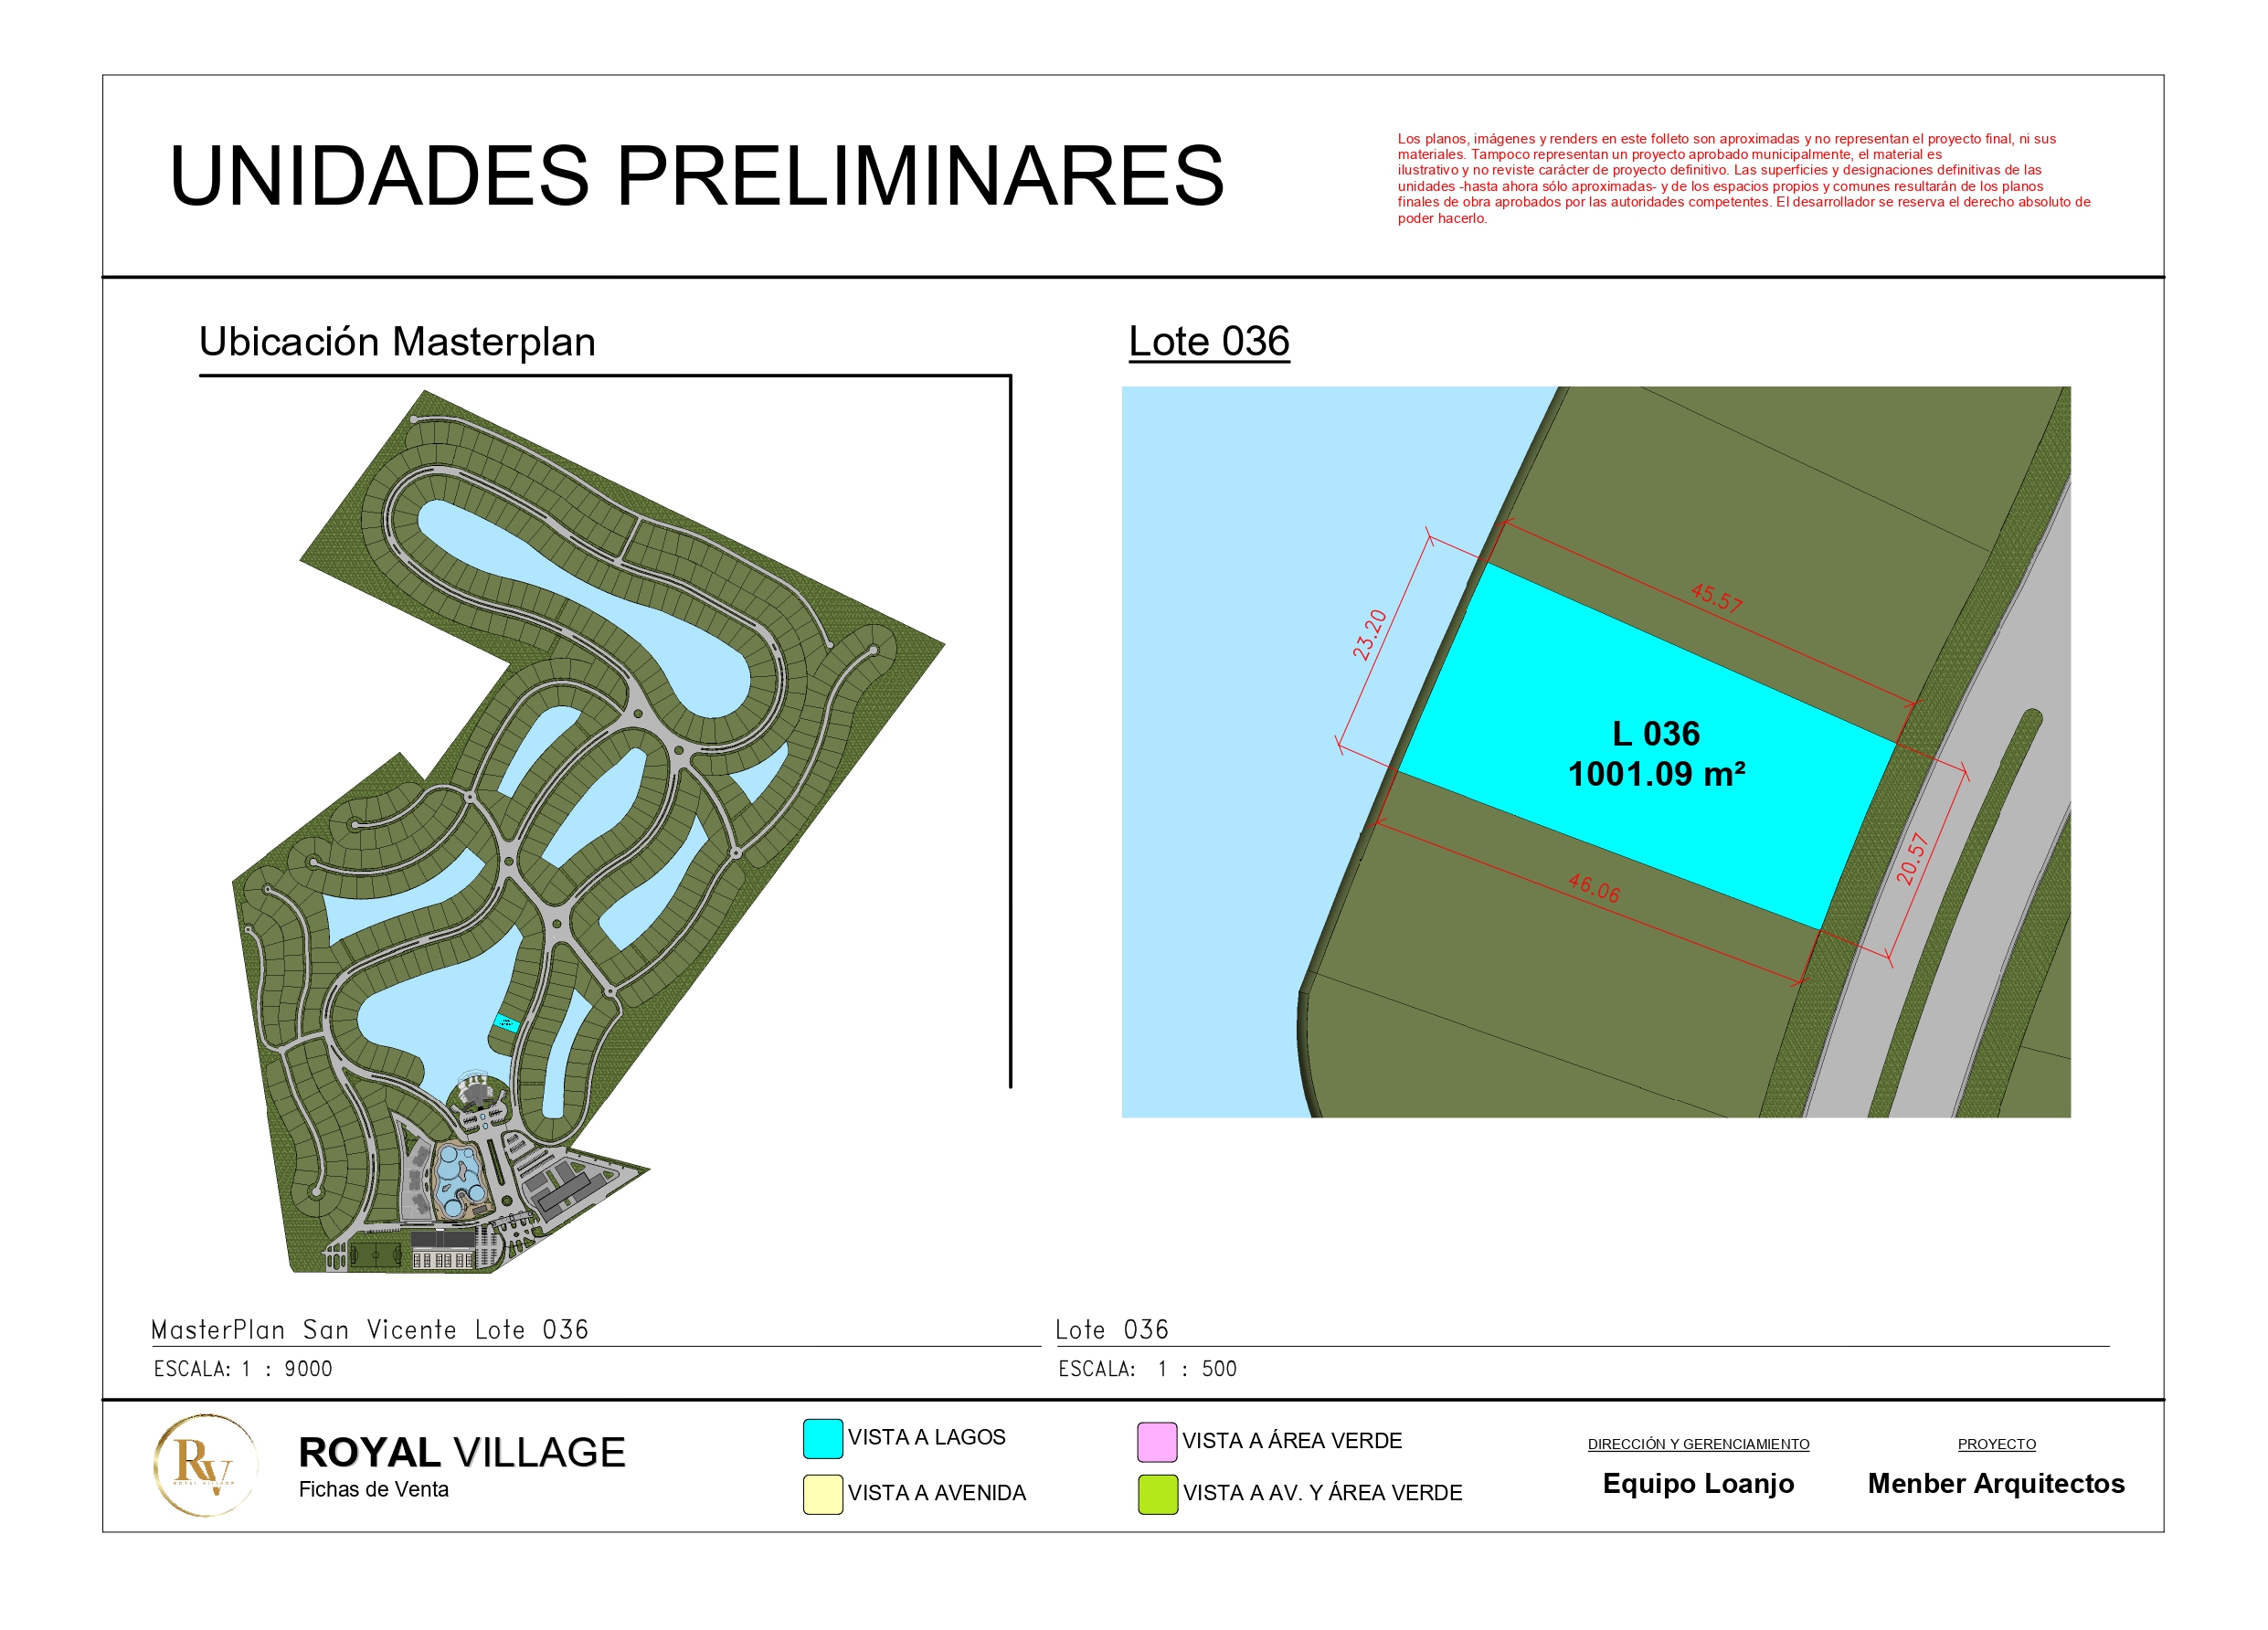 UNIDADES PRELIMINARES
Los planos, imágenes y renders en este folleto son aproximadas y no representan el proyecto final, ni sus
materiales. Tampoco representan un proyecto aprobado municipalmente, el material es
ilustrativo y no reviste carácter de proyecto definitivo. Las superficies y designaciones definitivas de las
unidades -hasta ahora sólo aproximadas- y de los espacios propios y comunes resultarán de los planos
finales de obra aprobados por las autoridades competentes. El desarrollador se reserva el derecho absoluto de
poder hacerlo.
Ubicación Masterplan
Lote 036
45.57
23.20
L 036
1001.09 m²
20.57
46.06
MasterPlan San Vicente Lote 036
ESCALA: 1 : 9000
Lote 036
ESCALA: 1 : 500
RV
ROYAL VILLAGE
ROYAL VILLAGE
Fichas de Venta
VISTA A LAGOS
VISTA A AVENIDA
VISTA A ÁREA VERDE
VISTA A AV. Y ÁREA VERDE
DIRECCIÓN Y GERENCIAMIENTO
Equipo Loanjo
PROYECTO
Menber Arquitectos